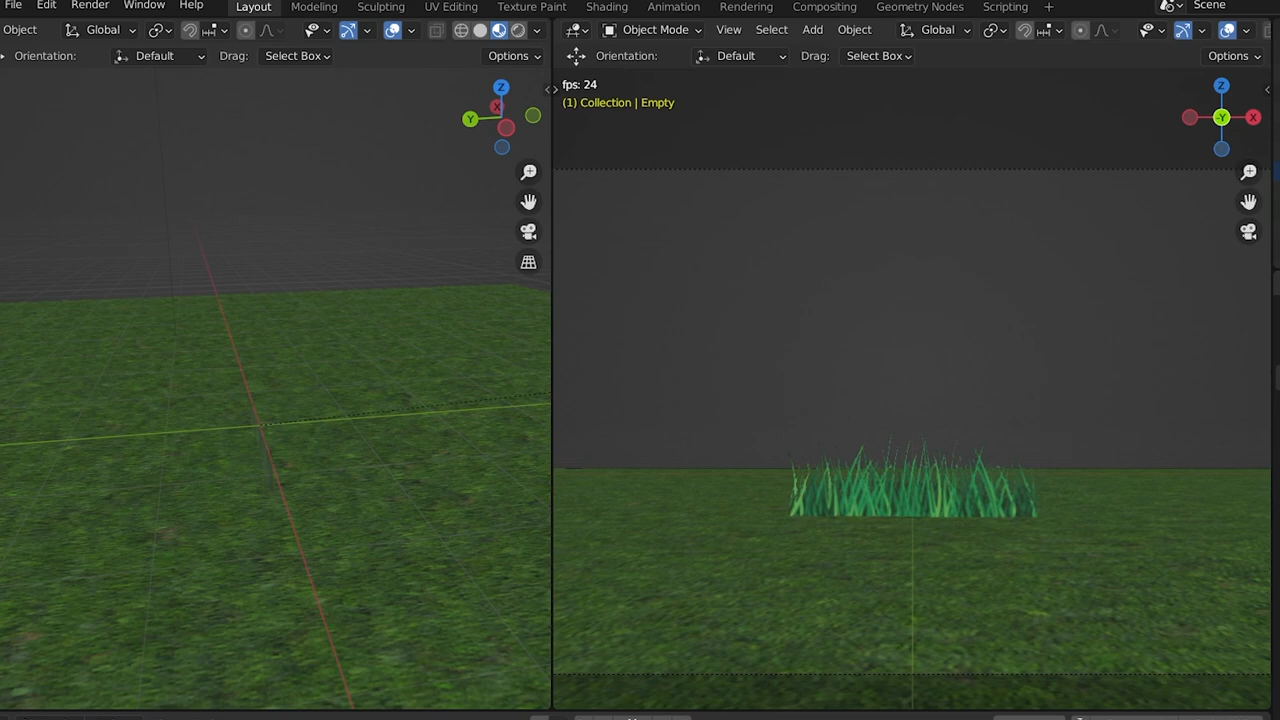 File Edit Render Window Help Layout Modeling Sculpting UV Editing Texture Paint Shading Animation Rendering Compositing Geometry Nodes Scripting + Scene
Object Global Object Mode View Select Add Object Global
Orientation: Default Drag: Select Box Options Orientation: Default Drag: Select Box Options
fps: 24
(1) Collection | Empty
Z
X
Y
Z
-Y
X